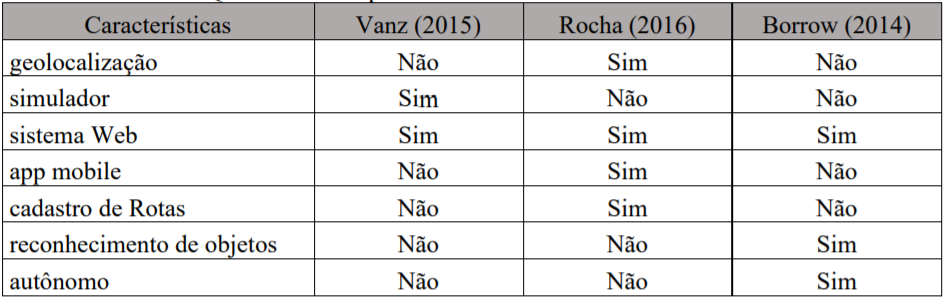 Características Vanz (2015) Rocha (2016) Borrow (2014)
geolocalização Não Sim Não
simulador Sim Não Não
sistema Web Sim Sim Sim
app mobile Não Sim Não
cadastro de Rotas Não Sim Não
reconhecimento de objetos Não Não Sim
autônomo Não Não Sim